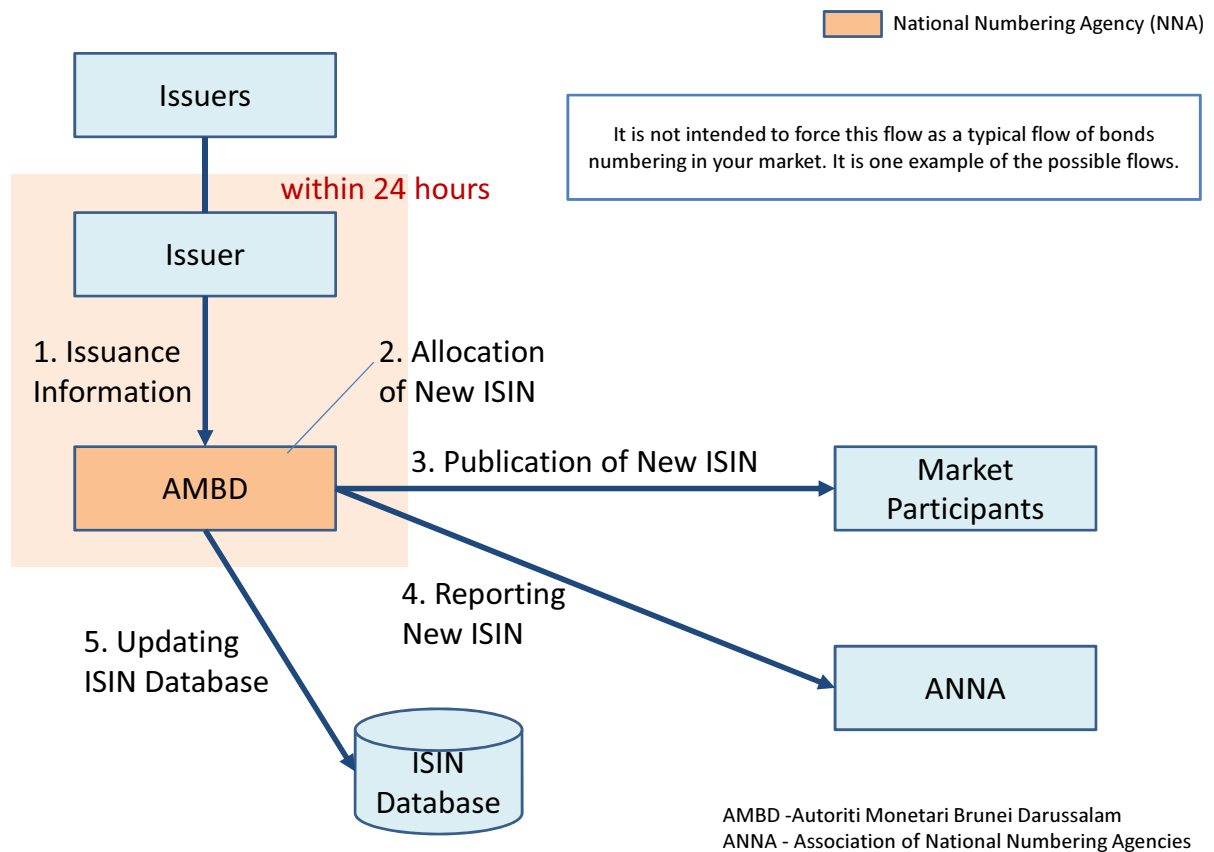 National Numbering Agency (NNA)
Issuers
It is not intended to force this flow as a typical flow of bonds
numbering in your market. It is one example of the possible flows.
within 24 hours
Issuer
1. Issuance
Information
2. Allocation
of New ISIN
AMBD
3. Publication of New ISIN
Market
Participants
4. Reporting
New ISIN
5. Updating
ISIN Database
ANNA
ISIN
Database
AMBD -Autoriti Monetari Brunei Darussalam
ANNA - Association of National Numbering Agencies